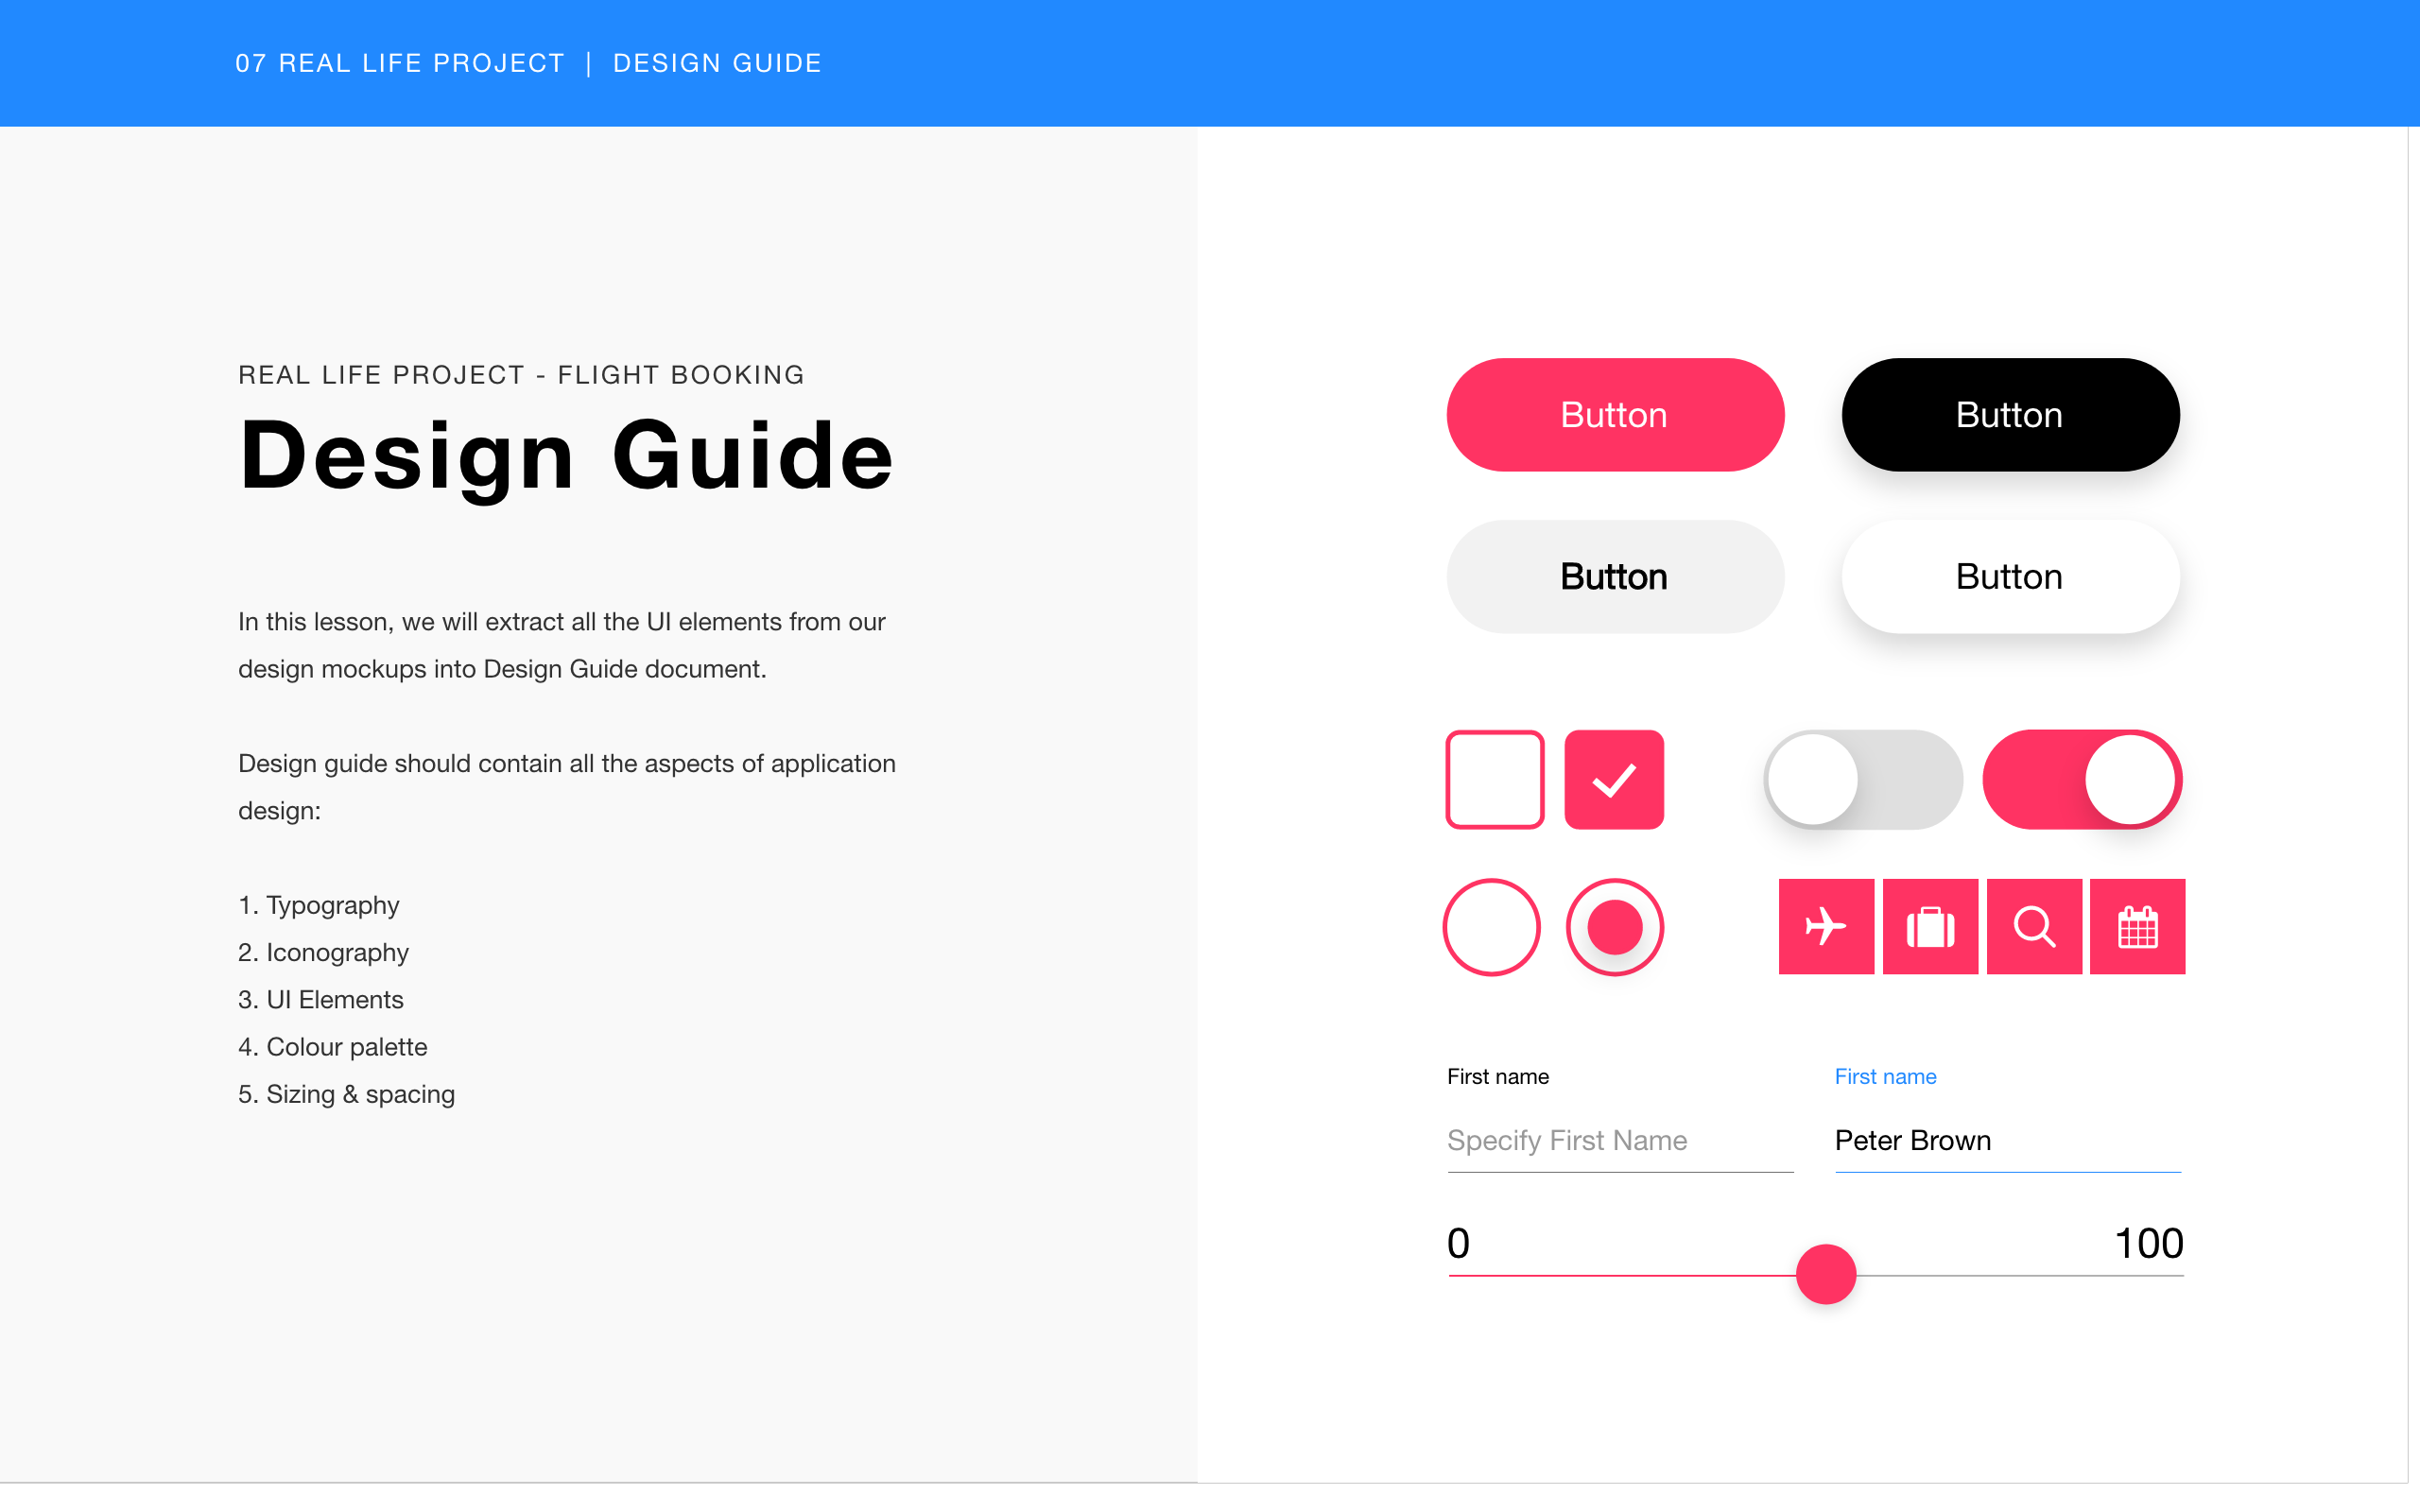 07 REAL LIFE PROJECT | DESIGN GUIDE
REAL LIFE PROJECT - FLIGHT BOOKING
Design Guide
In this lesson, we will extract all the UI elements from our
design mockups into Design Guide document.
Design guide should contain all the aspects of application
design:
1. Typography
2. Iconography
3. UI Elements
4. Colour palette
5. Sizing & spacing
Button
Button
Button
Button
First name
First name
Specify First Name
Peter Brown
0
100